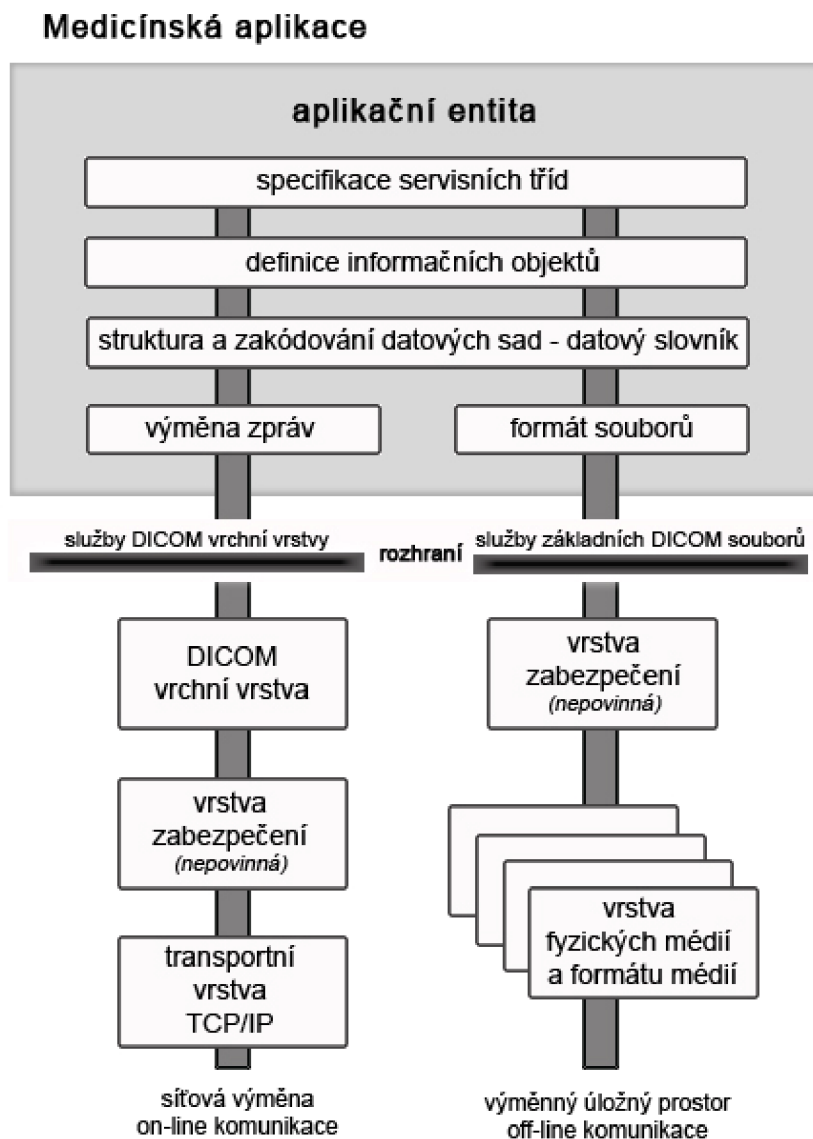 Medicínská aplikace
aplikační entita
specifikace servisních tříd
definice informačních objektů
struktura a zakódování datových sad - datový slovník
výměna zpráv
formát souborů
služby DICOM vrchní vrstvy
rozhraní
služby základních DICOM souborů
DICOM
vrchní vrstva
vrstva
zabezpečení
(nepovinná)
vrstva
zabezpečení
(nepovinná)
vrstva
fyzických médií
a formátu médií
transportní
vrstva
TCP/IP
síťová výměna
on-line komunikace
výměnný úložný prostor
off-line komunikace